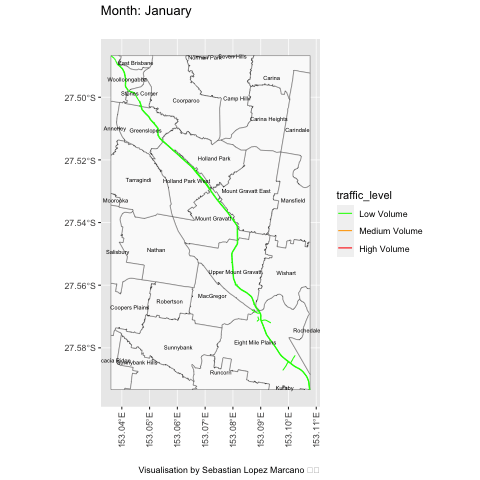 Month: January
East Brisbane
Norman Park
Seven Hills
Woolloongabba
Carina
Stones Corner
Coorparoo
Camp Hill
Carina Heights
Annerley
Greenslopes
Carindale
Holland Park
Tarragindi
Holland Park West
Mount Gravatt East
Moorooka
Mansfield
Mount Gravatt
Salisbury
Nathan
Upper Mount Gravatt
Wishart
MacGregor
Robertson
Coopers Plains
Rochedale
Sunnybank
Eight Mile Plains
Sunnybank Hills
Runcorn
Kuraby
27.50°S
27.52°S
27.54°S
27.56°S
27.58°S
153.04°E
153.05°E
153.06°E
153.07°E
153.08°E
153.09°E
153.10°E
153.11°E
traffic_level
Low Volume
Medium Volume
High Volume
Visualisation by Sebastian Lopez Marcano